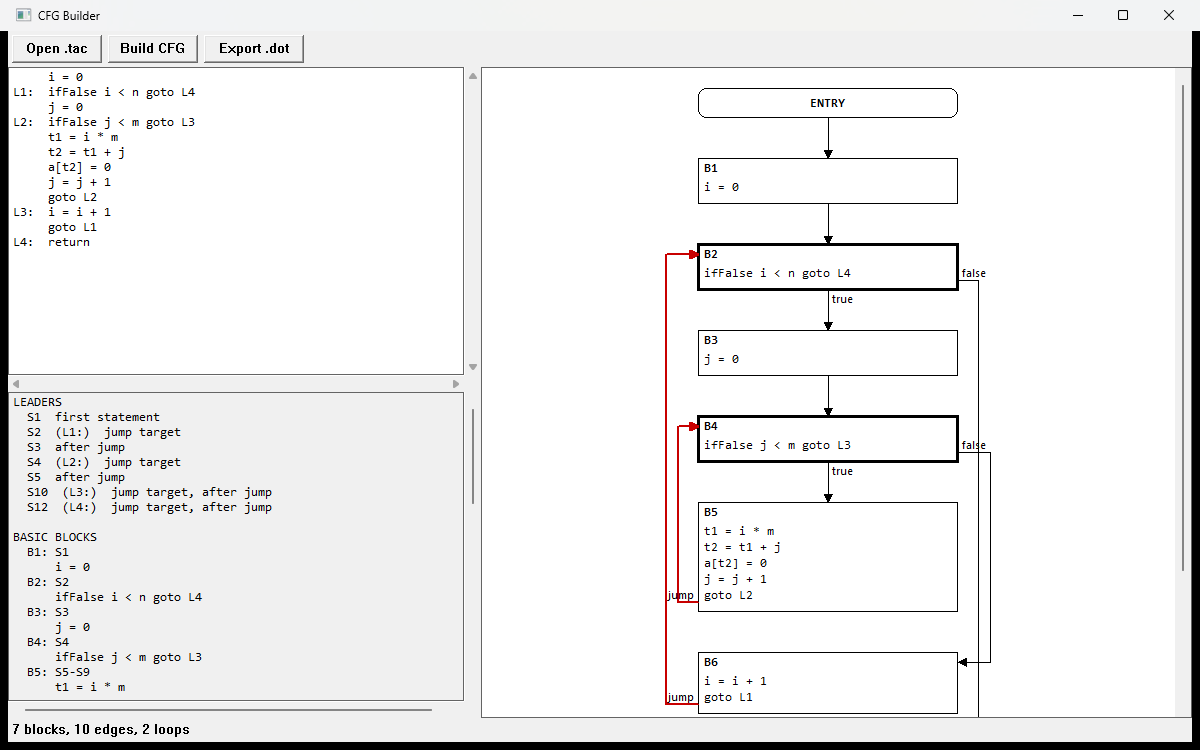 CFG Builder
Open .tac Build CFG Export .dot
i = 0
L1: ifFalse i < n goto L4
j = 0
L2: ifFalse j < m goto L3
t1 = i * m
t2 = t1 + j
a[t2] = 0
j = j + 1
goto L2
L3: i = i + 1
goto L1
L4: return
LEADERS
S1 first statement
S2 (L1:) jump target
S3 after jump
S4 (L2:) jump target
S5 after jump
S10 (L3:) jump target, after jump
S12 (L4:) jump target, after jump
BASIC BLOCKS
B1: S1
i = 0
B2: S2
ifFalse i < n goto L4
B3: S3
j = 0
B4: S4
ifFalse j < m goto L3
B5: S5-S9
t1 = i * m
ENTRY
B1
i = 0
B2
ifFalse i < n goto L4
false
true
B3
j = 0
B4
ifFalse j < m goto L3
false
true
B5
t1 = i * m
t2 = t1 + j
a[t2] = 0
j = j + 1
jump goto L2
B6
i = i + 1
jump goto L1
7 blocks, 10 edges, 2 loops